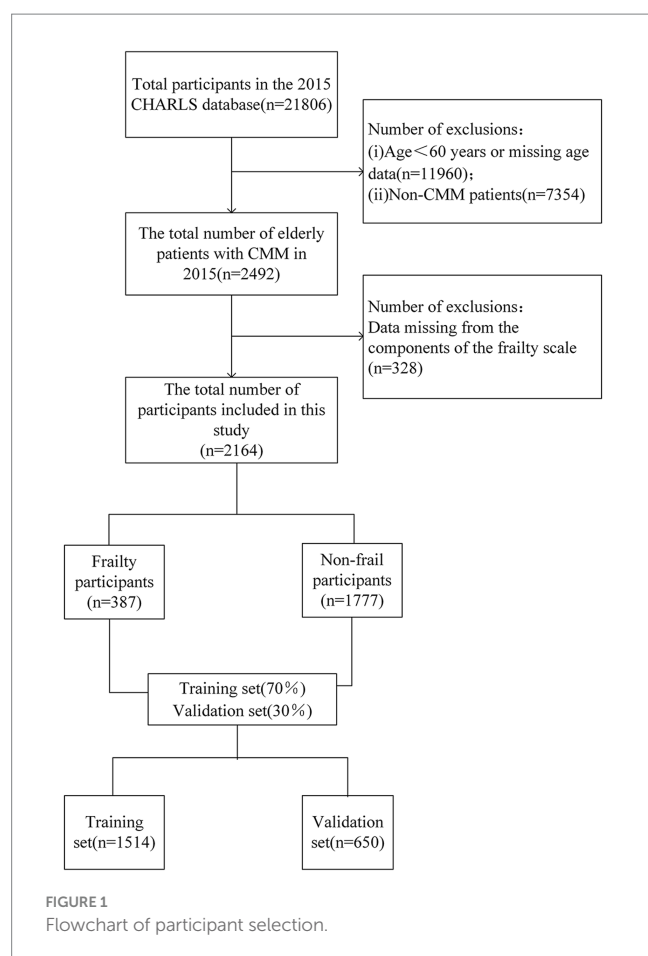 Total participants in the 2015
CHARLS database(n=21806)
Number of exclusions：
(i)Age＜60 years or missing age
data(n=11960)；
(ii)Non-CMM patients(n=7354)
The total number of elderly
patients with CMM in
2015(n=2492)
Number of exclusions：
Data missing from the
components of the frailty scale
(n=328)
The total number of
participants included in this
study
(n=2164)
Frailty
participants
(n=387)
Non-frail
participants
(n=1777)
Training set(70%)
Validation set(30%)
Training
set(n=1514)
Validation
set(n=650)
FIGURE 1
Flowchart of participant selection.